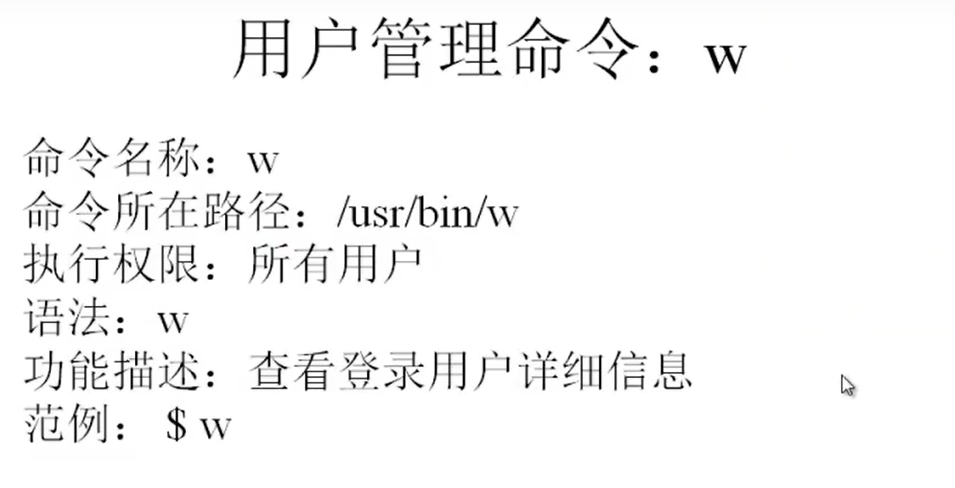 用户管理命令：w
命令名称：w
命令所在路径：/usr/bin/w
执行权限：所有用户
语法：w
功能描述：查看登录用户详细信息
范例： $ w